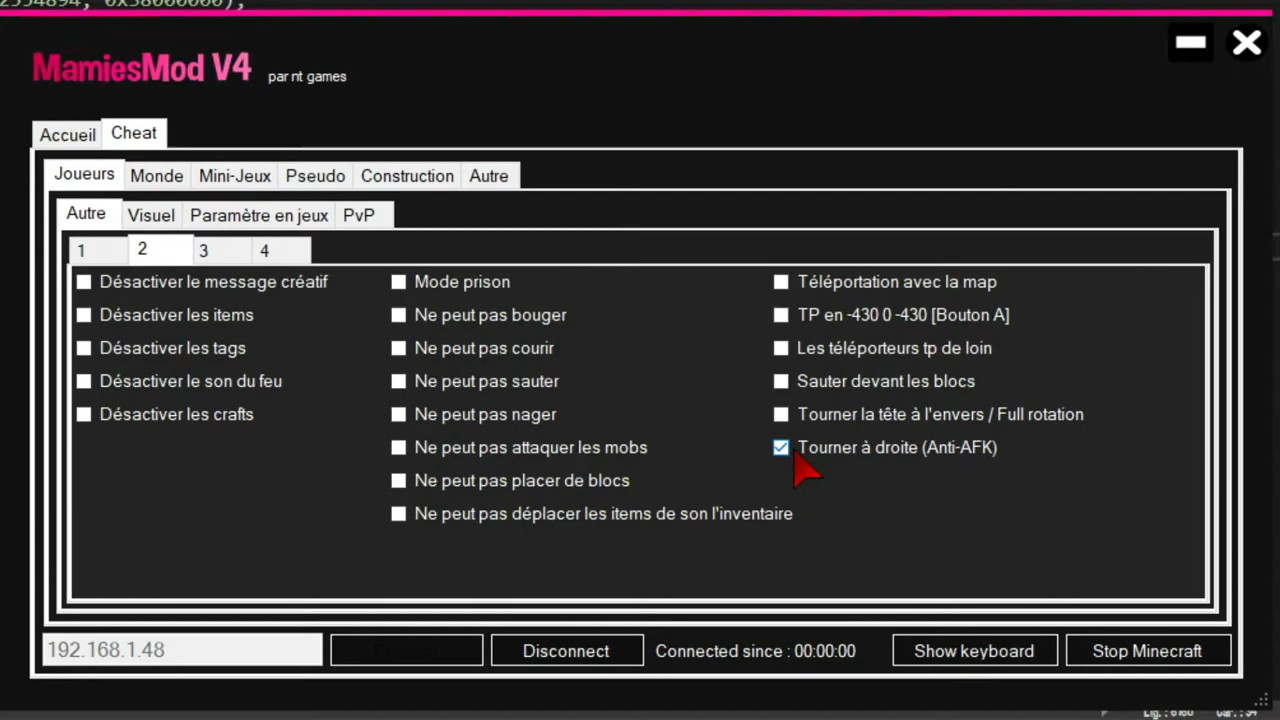 2554894, 0x38000000);
MamiesMod V4 par nt games
Accueil Cheat
Joueurs Monde Mini-Jeux Pseudo Construction Autre
Autre Visuel Paramètre en jeux PvP
1 2 3 4
Désactiver le message créatif Mode prison Téléportation avec la map
Désactiver les items Ne peut pas bouger TP en -430 0 -430 [Bouton A]
Désactiver les tags Ne peut pas courir Les téléporteurs tp de loin
Désactiver le son du feu Ne peut pas sauter Sauter devant les blocs
Désactiver les crafts Ne peut pas nager Tourner la tête à l'envers / Full rotation
Ne peut pas attaquer les mobs Tourner à droite (Anti-AFK)
Ne peut pas placer de blocs
Ne peut pas déplacer les items de son l'inventaire
192.168.1.48 Disconnect Connected since : 00:00:00 Show keyboard Stop Minecraft